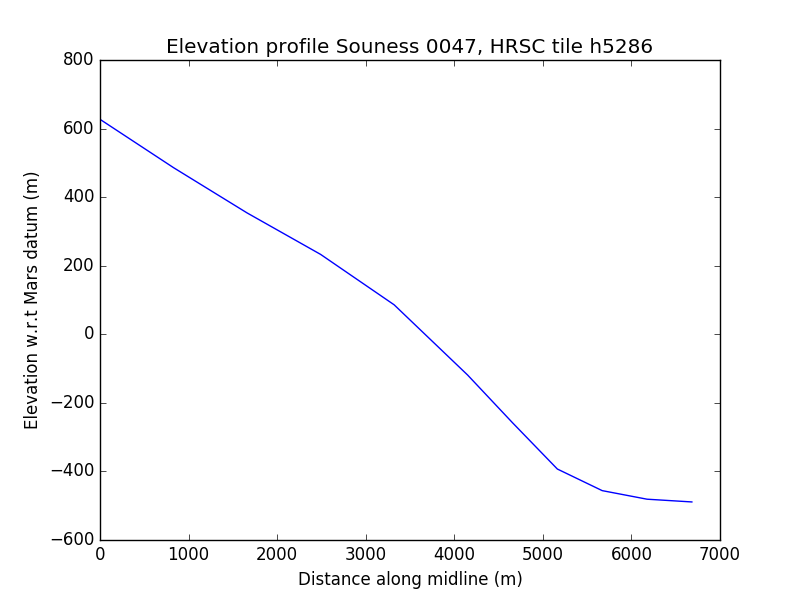 Elevation profile Souness 0047, HRSC tile h5286
800
600
400
200
0
−200
−400
−600
Elevation w.r.t Mars datum (m)
0 1000 2000 3000 4000 5000 6000 7000
Distance along midline (m)